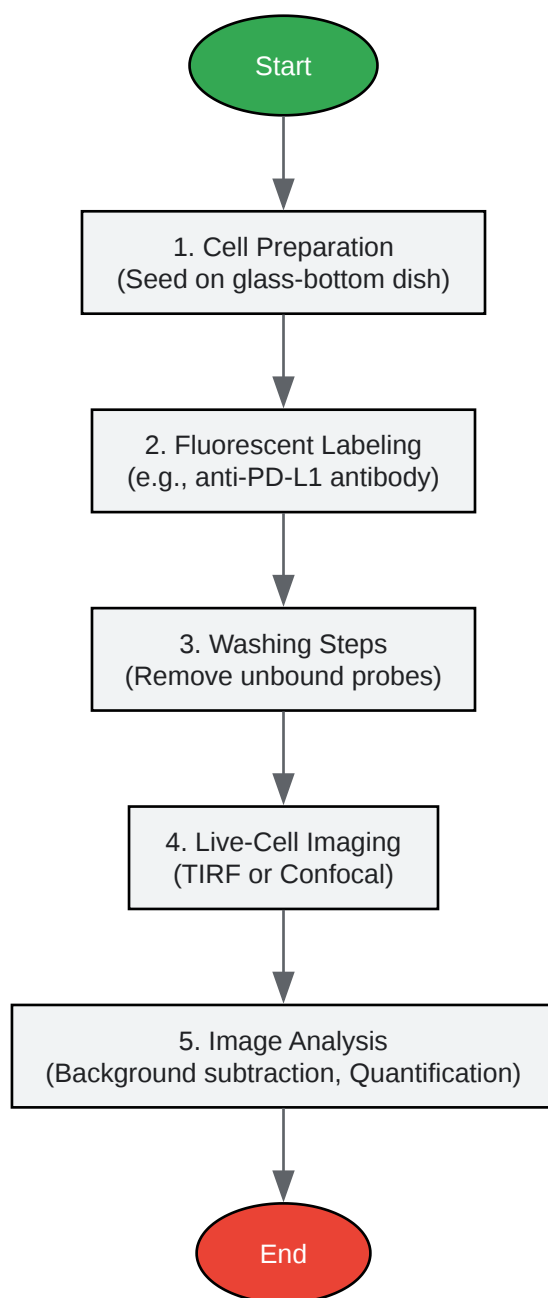 Start
1. Cell Preparation
(Seed on glass-bottom dish)
2. Fluorescent Labeling
(e.g., anti-PD-L1 antibody)
3. Washing Steps
(Remove unbound probes)
4. Live-Cell Imaging
(TIRF or Confocal)
5. Image Analysis
(Background subtraction, Quantification)
End